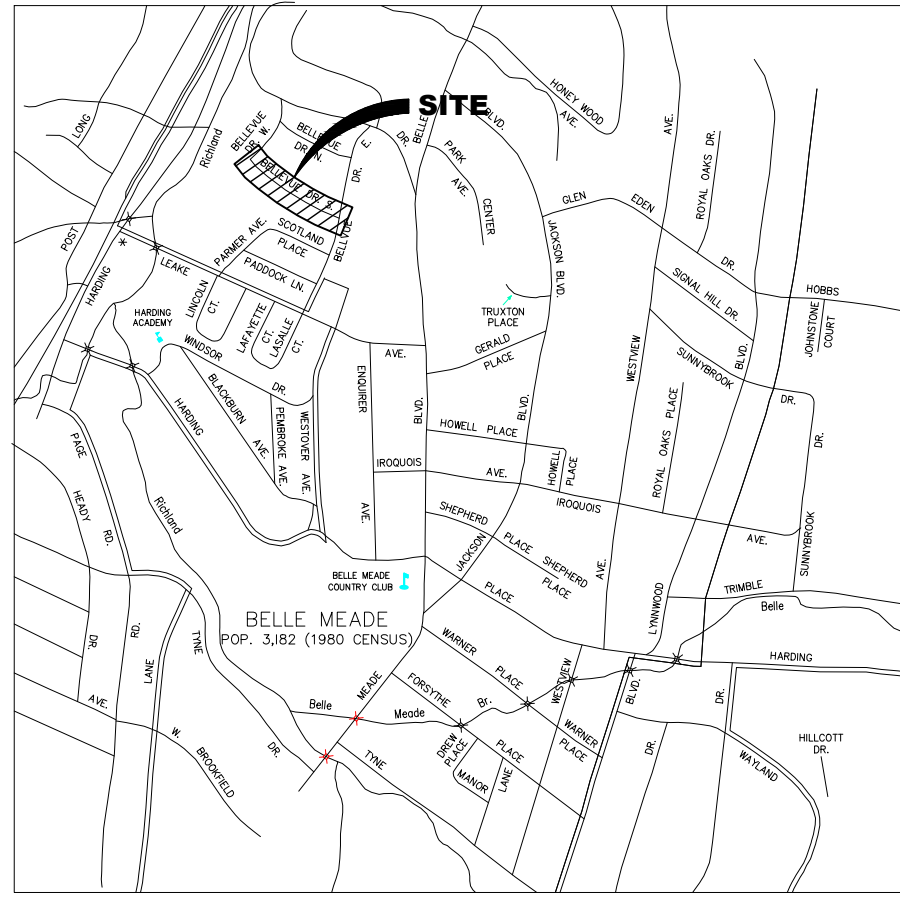 SITE
HONEY WOOD
AVE.
BELLONG
Richland
BELLEVUE
DR. W.
BELLEVUE
DR. N.
E.
DR.
BELLE
BLVD.
AVE.
PARK
AVE.
CENTER
ROYAL OAKS DR.
BELLEVUE DR. S.
DR.
BELLVUE
GLEN
EDEN
DR.
POST
HARDING
PARMER AVE.
SCOTLAND
PLACE
LEAKE
PADDOCK LN.
JACKSON BLVD.
SIGNAL HILL DR.
HOBBS
LINCOLN
CT.
LAFAYETTE
CT.
LASALLE
CT.
HARDING
ACADEMY
TRUXTON
PLACE
JOHNSTONE
COURT
WINDSOR
DR.
AVE.
GERALD
PLACE
WESTVIEW
SUNNYBROOK
BLVD.
DR.
BLACKBURN
AVE.
PEMBROKE AVE.
WESTOVER AVE.
ENQUIRER
BLVD.
BLVD.
HARDING
HOWELL PLACE
ROYAL OAKS PLACE
DR.
PAGE
IROQUOIS
AVE.
HOWELL
PLACE
IROQUOIS
AVE.
HEADY
RD.
Richland
AVE.
SHEPHERD
PLACE
SHEPHERD
PLACE
JACKSON
AVE.
SUNNYBROOK
BELLE MEADE
COUNTRY CLUB
PLACE
LYNNWOOD
TRIMBLE
Belle
BELLE MEADE
POP. 3,182 (1980 CENSUS)
DR.
RD.
TYNE
LANE
WARNER
PLACE
HARDING
AVE.
MEADE
FORSYTHE
WESTVIEW
BLVD.
DR.
Belle
Meade
Br.
W.
BROOKFIELD
DR.
TYNE
DREW
PLACE
MANOR
PLACE
LANE
WARNER
PLACE
DR.
WAYLAND
HILLCOTT
DR.